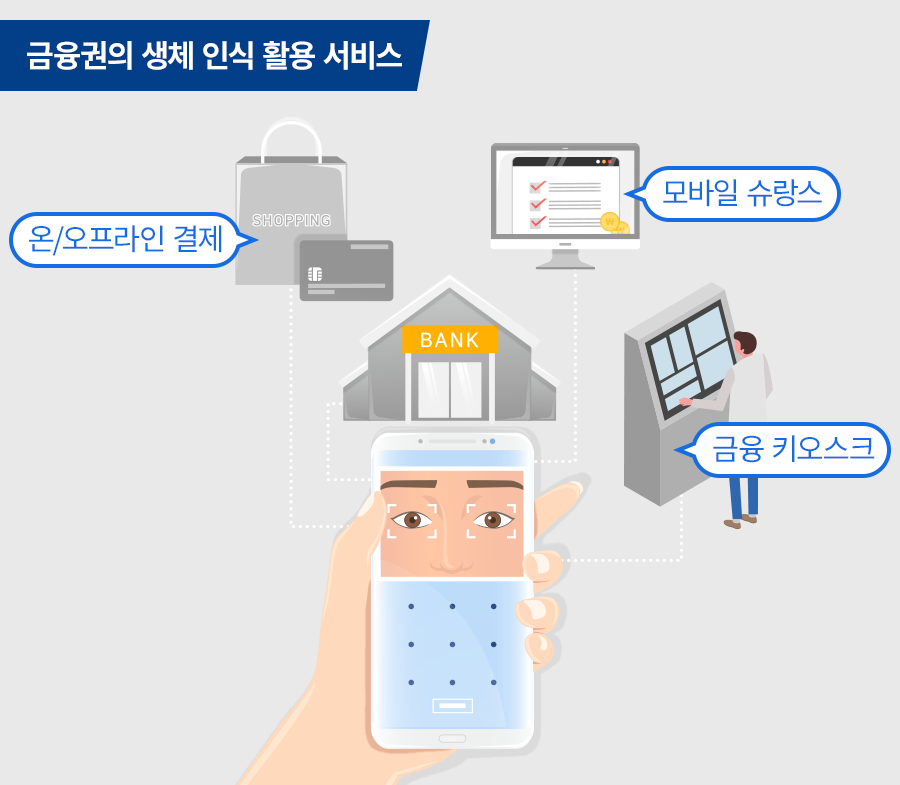 금융권의 생체 인식 활용 서비스
SHOPPING
온/오프라인 결제
모바일 슈랑스
₩
₩
BANK
금융 키오스크